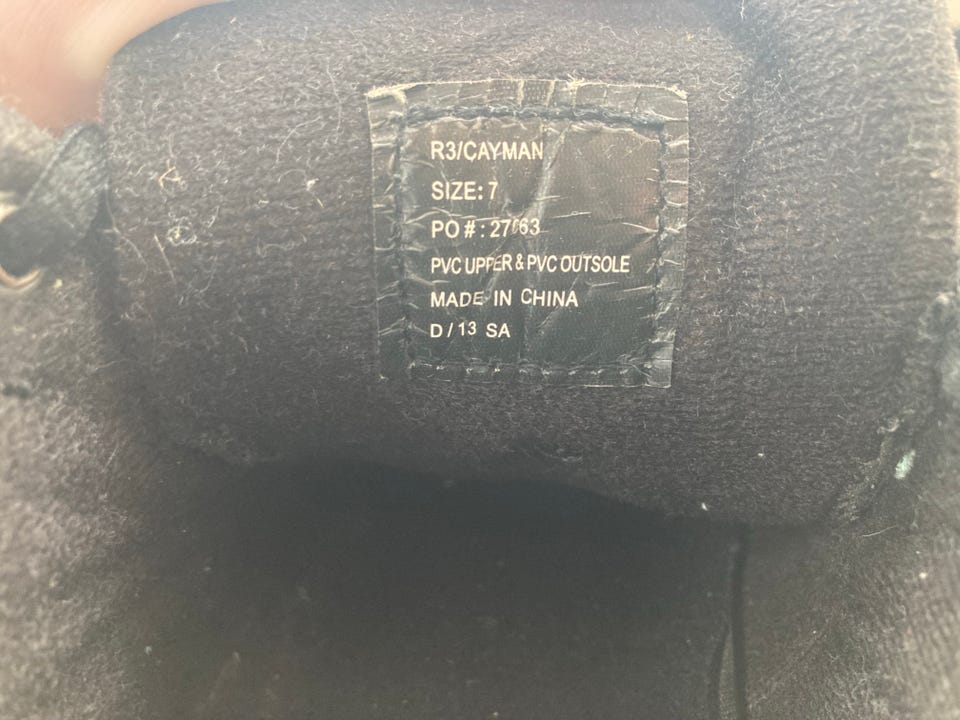 R3/CAYMAN
SIZE: 7
PO #:
PVC UPPER & PVC OUTSOLE
MADE IN CHINA
D / 13 SA